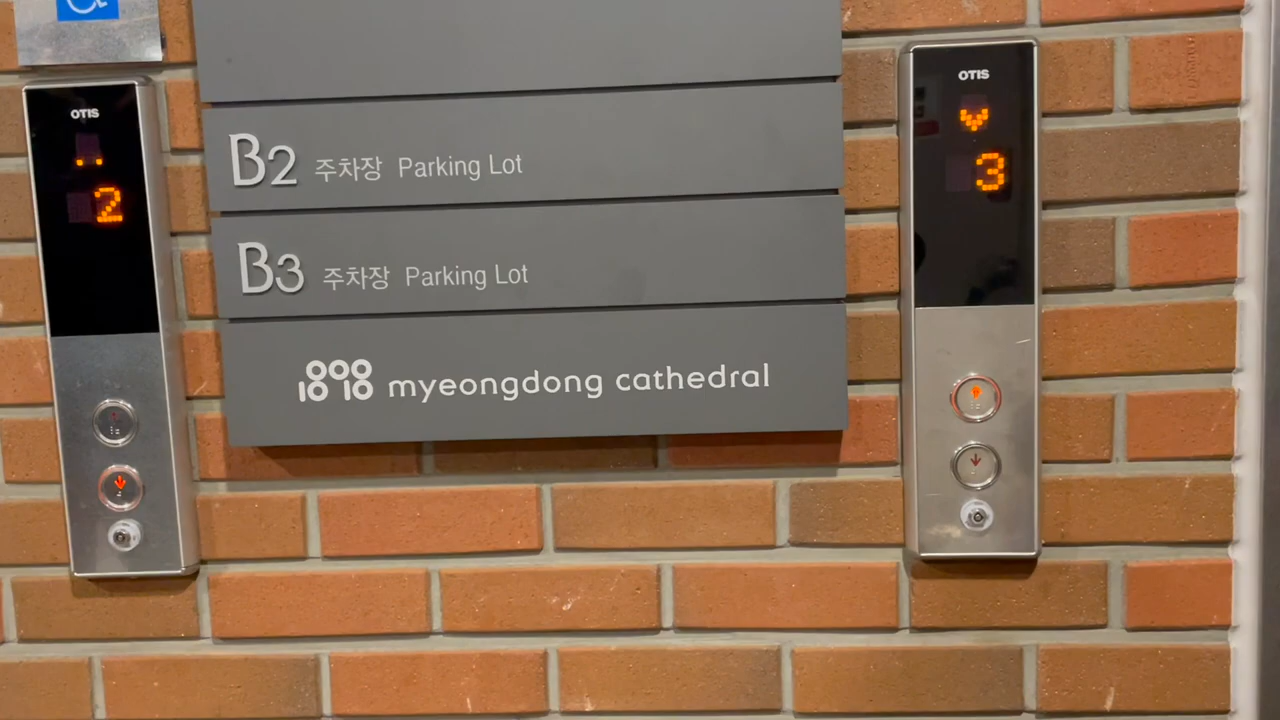 OTIS
2
B2 주차장 Parking Lot
B3 주차장 Parking Lot
1898 myeongdong cathedral
OTIS
3